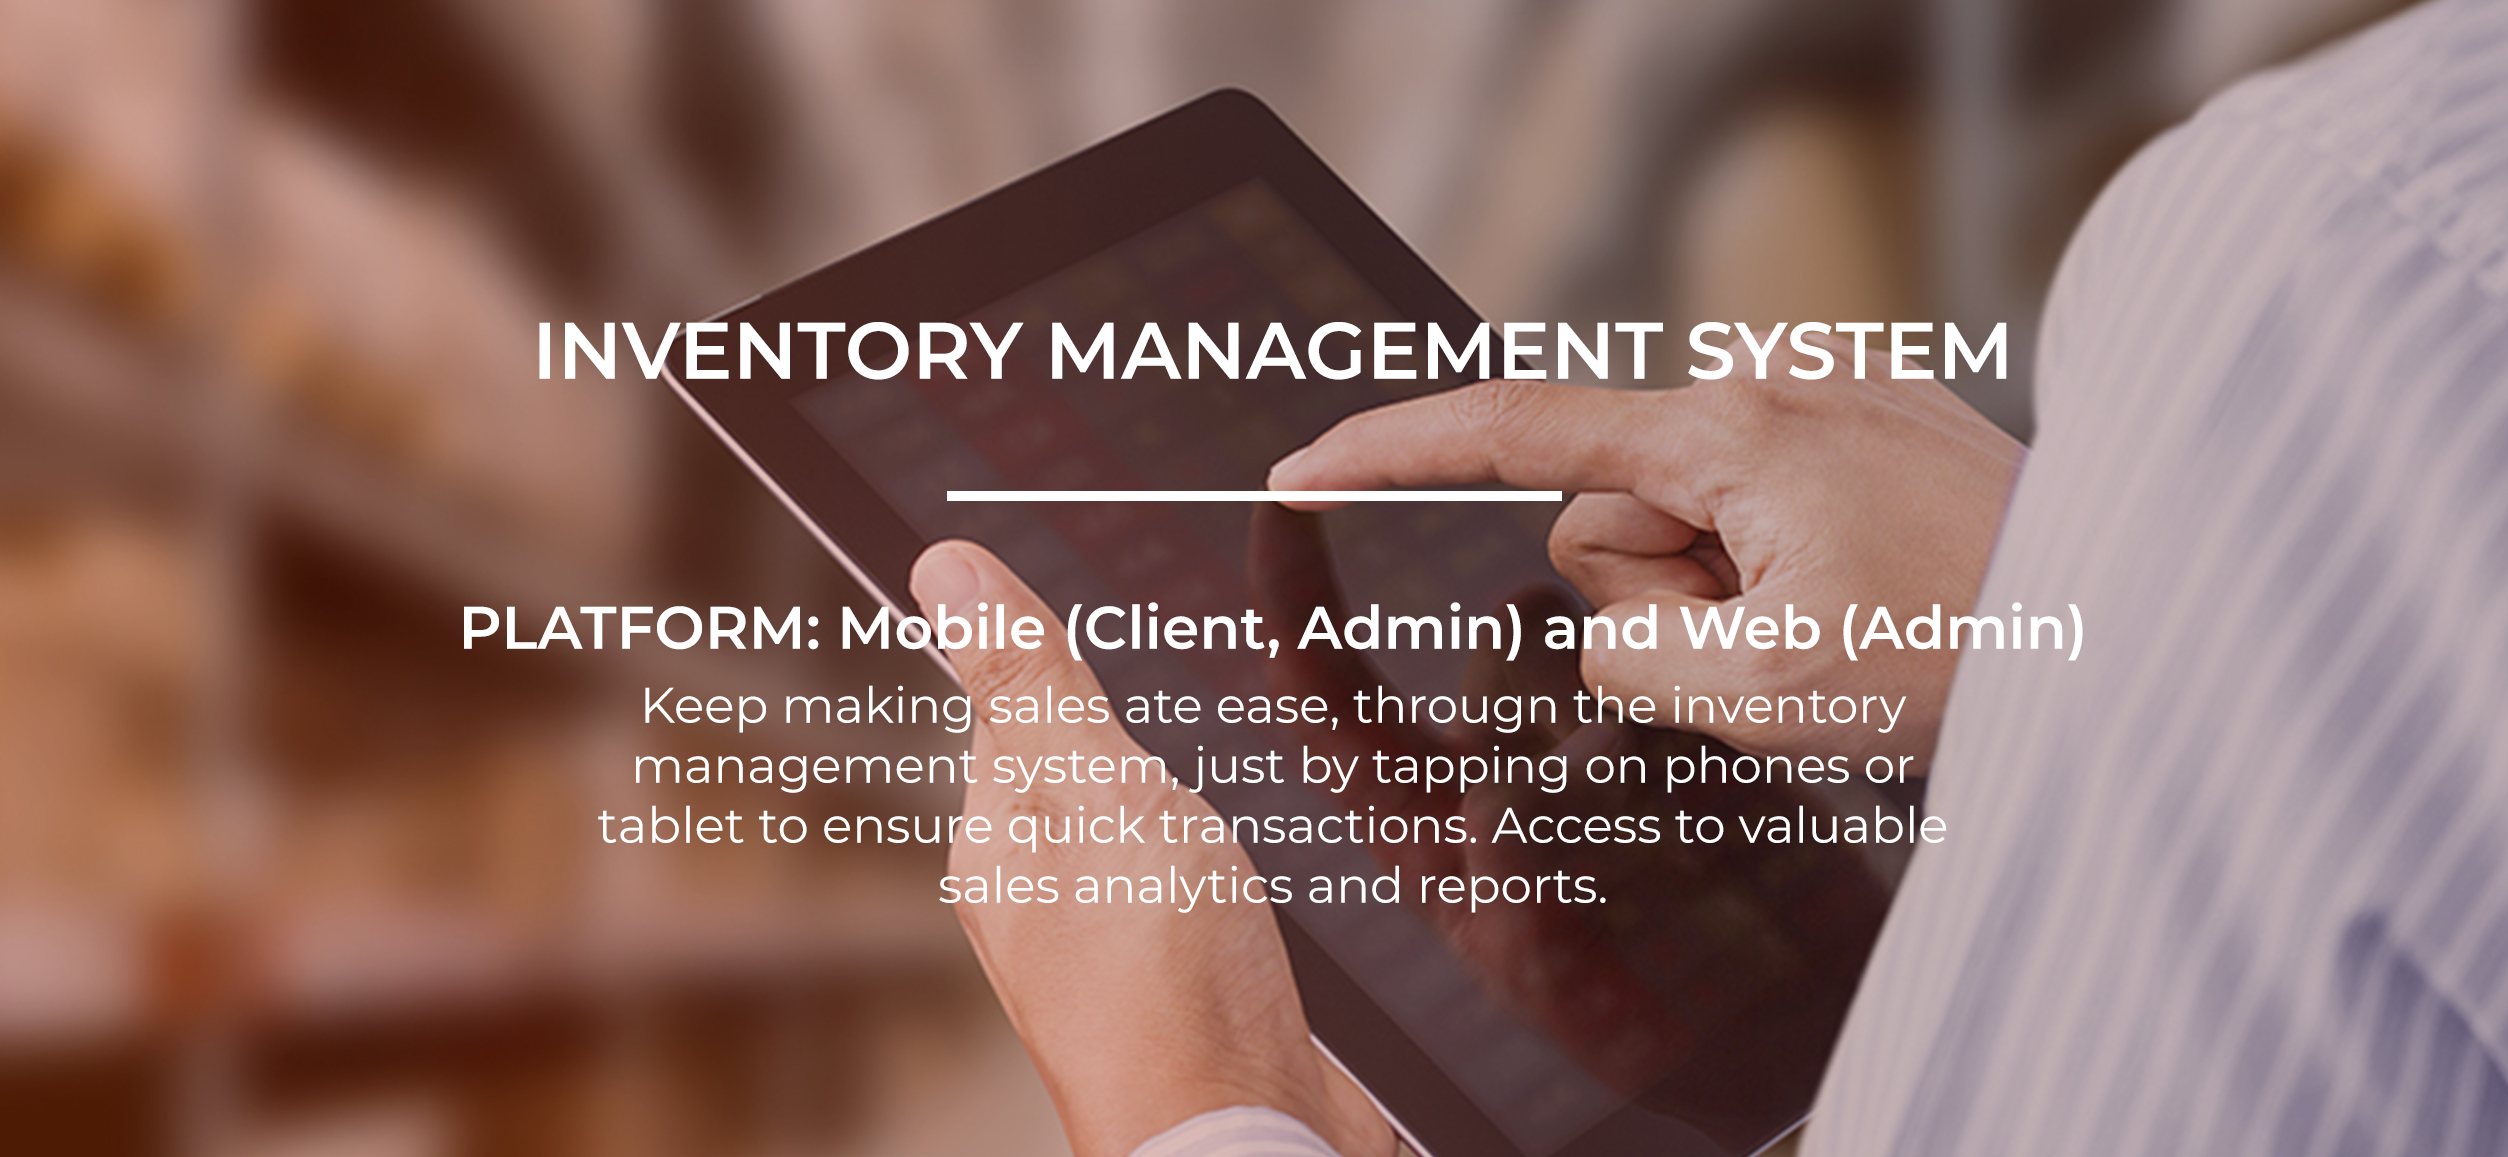 INVENTORY MANAGEMENT SYSTEM
PLATFORM: Mobile (Client, Admin) and Web (Admin)
Keep making sales ate ease, througn the inventory
management system, just by tapping on phones or
tablet to ensure quick transactions. Access to valuable
sales analytics and reports.